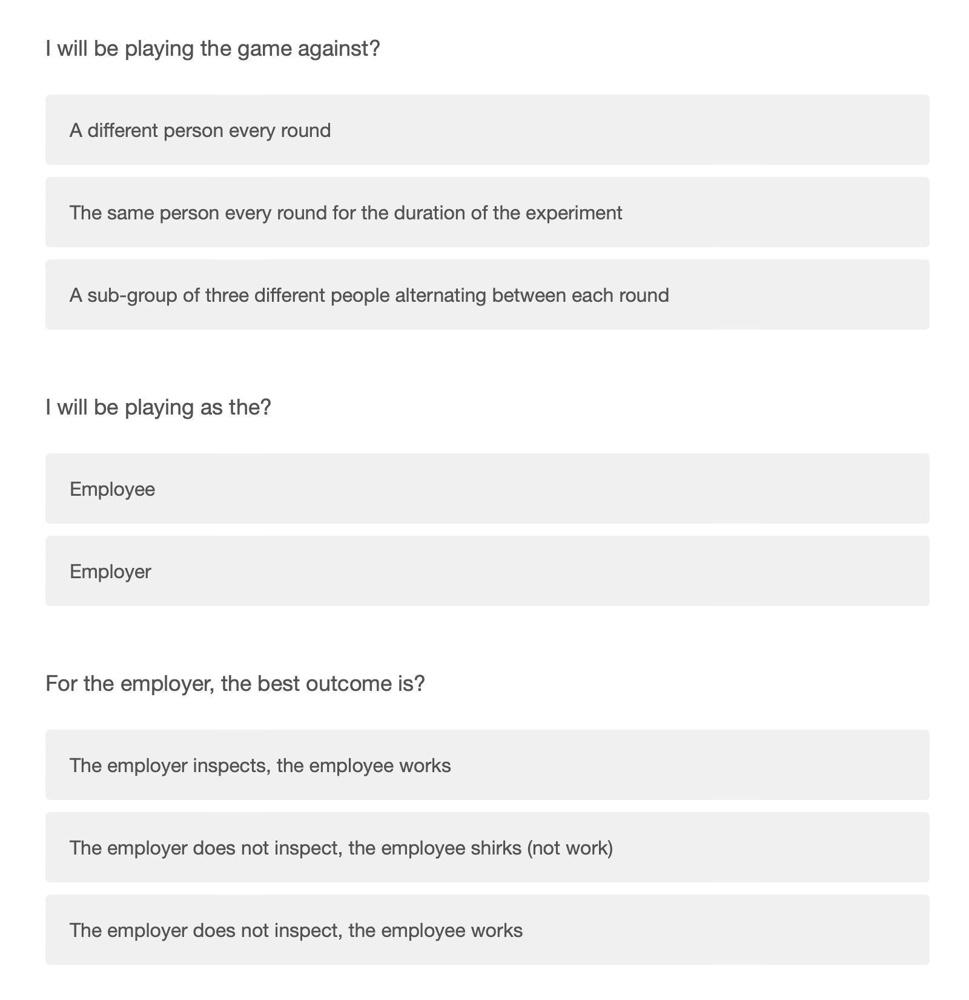 I will be playing the game against?
A different person every round
The same person every round for the duration of the experiment
A sub-group of three different people alternating between each round
I will be playing as the?
Employee
Employer
For the employer, the best outcome is?
The employer inspects, the employee works
The employer does not inspect, the employee shirks (not work)
The employer does not inspect, the employee works